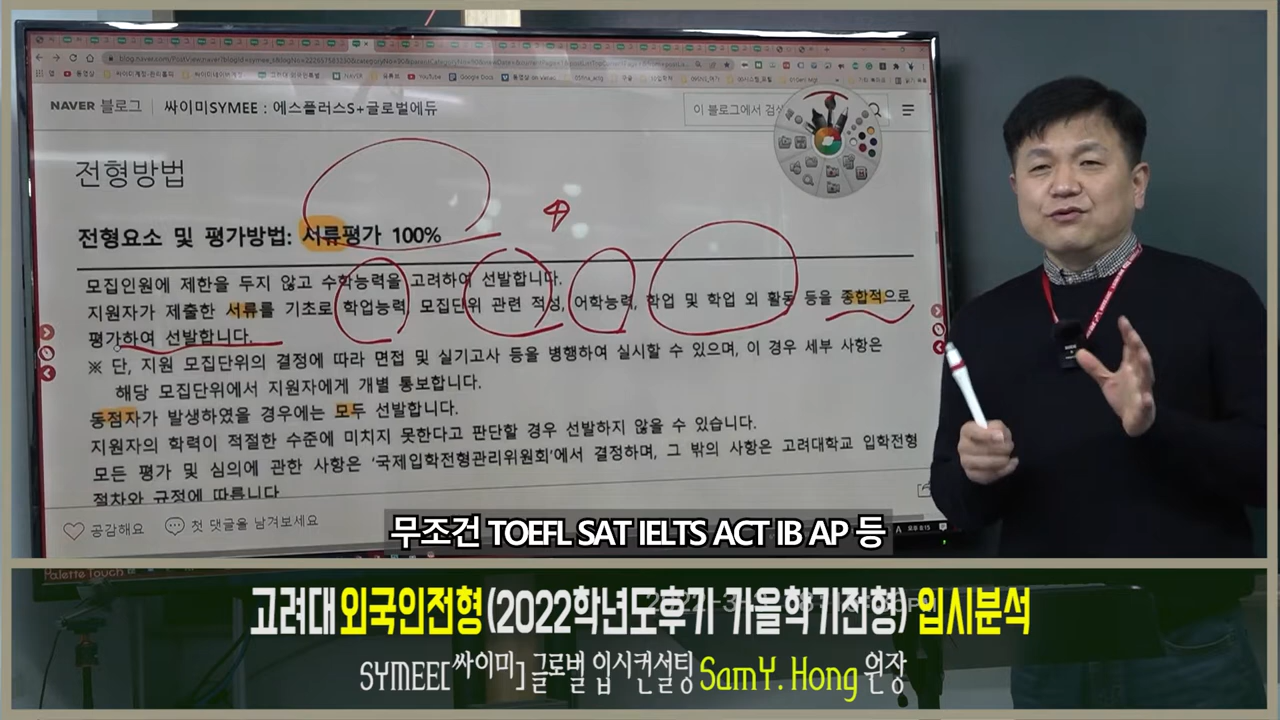 NAVER 블로그 | 싸이미SYMEE : 에스플러스S+글로벌에듀
이 블로그에서 검색
전형방법
전형요소 및 평가방법: 서류평가 100%
모집인원에 제한을 두지 않고 수학능력을 고려하여 선발합니다.
지원자가 제출한 서류를 기초로 학업능력, 모집단위 관련 적성, 어학능력, 학업 및 학업 외 활동 등을 종합적으로
평가하여 선발합니다.
※ 단, 지원 모집단위의 결정에 따라 면접 및 실기고사 등을 병행하여 실시할 수 있으며, 이 경우 세부 사항은
해당 모집단위에서 지원자에게 개별 통보합니다.
동점자가 발생하였을 경우에는 모두 선발합니다.
지원자의 학력이 적절한 수준에 미치지 못한다고 판단할 경우 선발하지 않을 수 있습니다.
모든 평가 및 심의에 관한 사항은 '국제입학전형관리위원회'에서 결정하며, 그 밖의 사항은 고려대학교 입학전형
절차와 규정에 따릅니다
공감해요 첫 댓글을 남겨보세요
무조건 TOEFL SAT IELTS ACT IB AP 등
고려대 외국인전형(2022학년도후기 가을학기전형) 입시분석
SYMEE[싸이미] 글로벌 입시컨설팅 Sam Y. Hong 원장